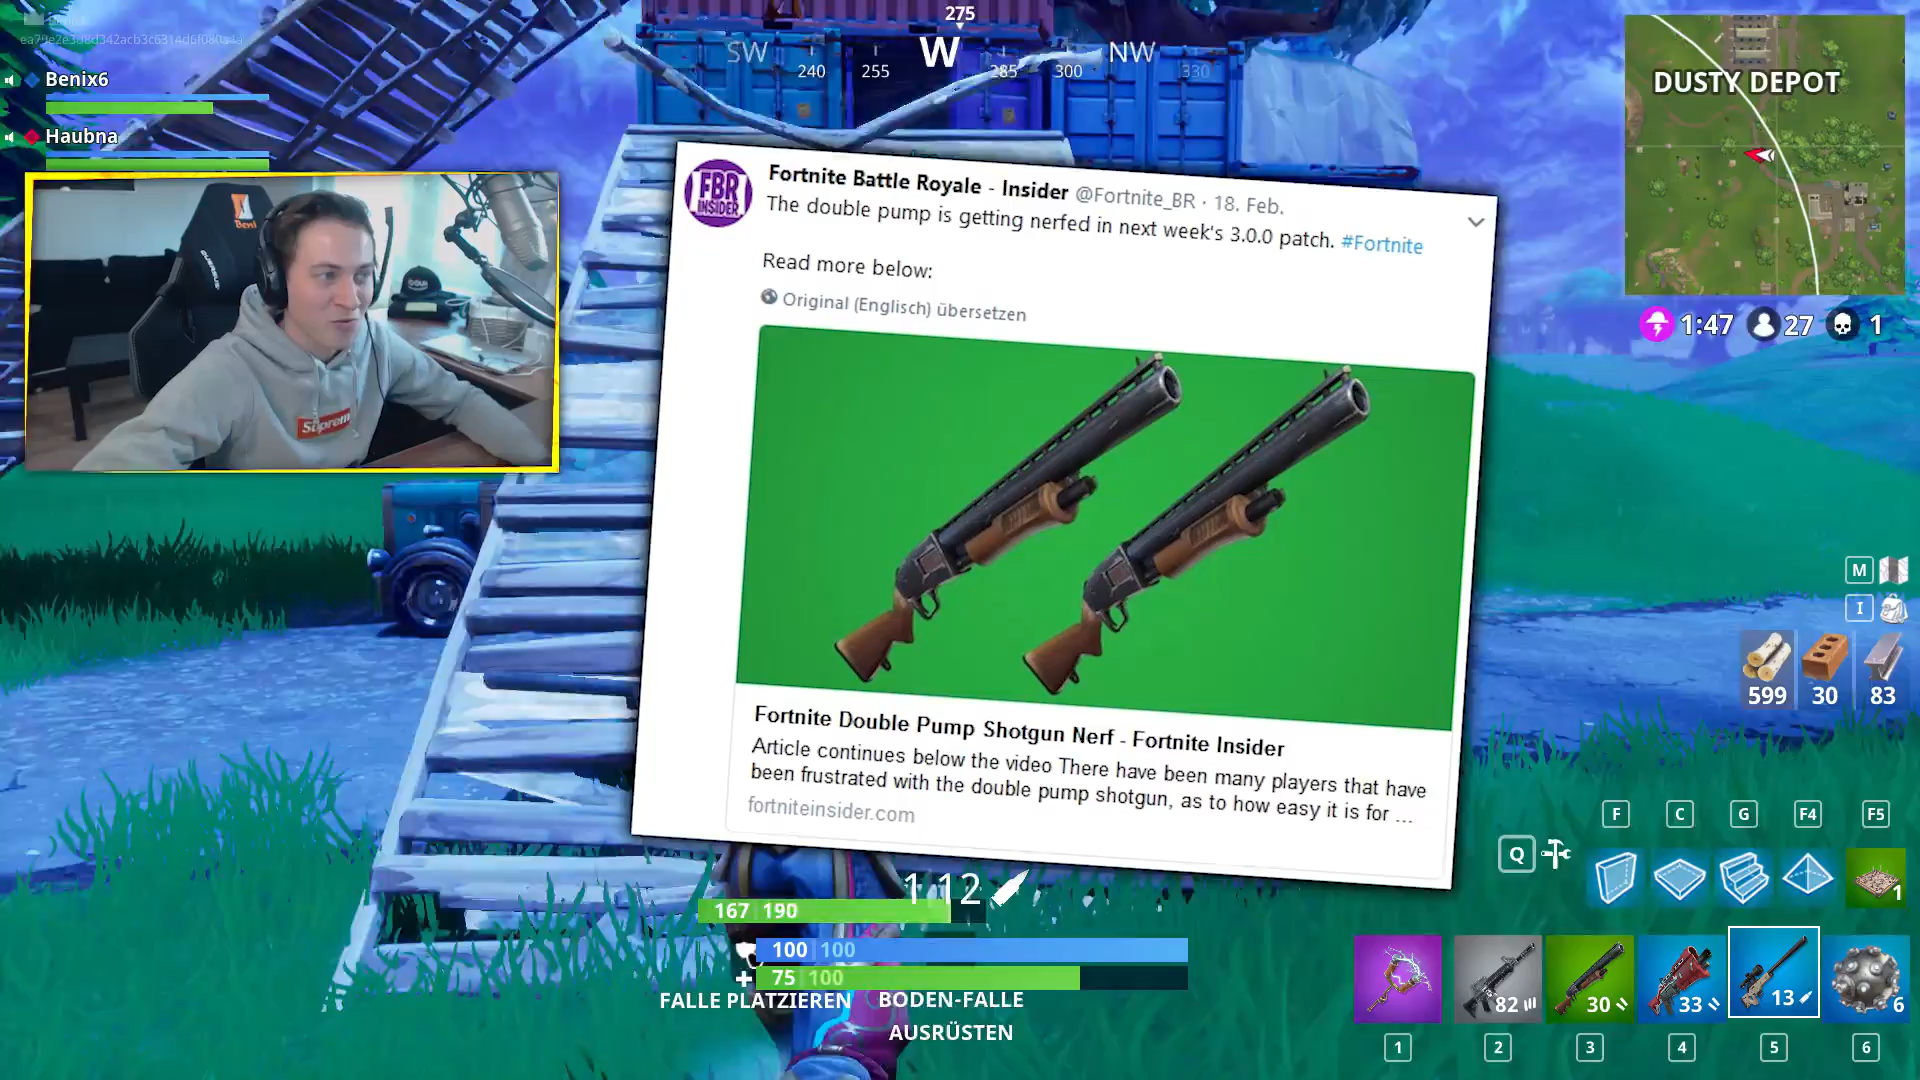 275
SW
W
NW
240
255
285
300
330
Benix6
Haubna
Beni
Suprem
DUSTY DEPOT
1:47
27
1
FBR
INSIDER
Fortnite Battle Royale - Insider @Fortnite_BR · 18. Feb.
The double pump is getting nerfed in next week's 3.0.0 patch. #Fortnite
Read more below:
Original (Englisch) übersetzen
Fortnite Double Pump Shotgun Nerf - Fortnite Insider
Article continues below the video There have been many players that have
been frustrated with the double pump shotgun, as to how easy it is for ...
fortniteinsider.com
M
I
599
30
83
F
C
G
F4
F5
Q
1
1 12
167 190
100 100
+ 75 100
FALLE PLATZIEREN
BODEN-FALLE
AUSRÜSTEN
82
30
33
13
6
1
2
3
4
5
6